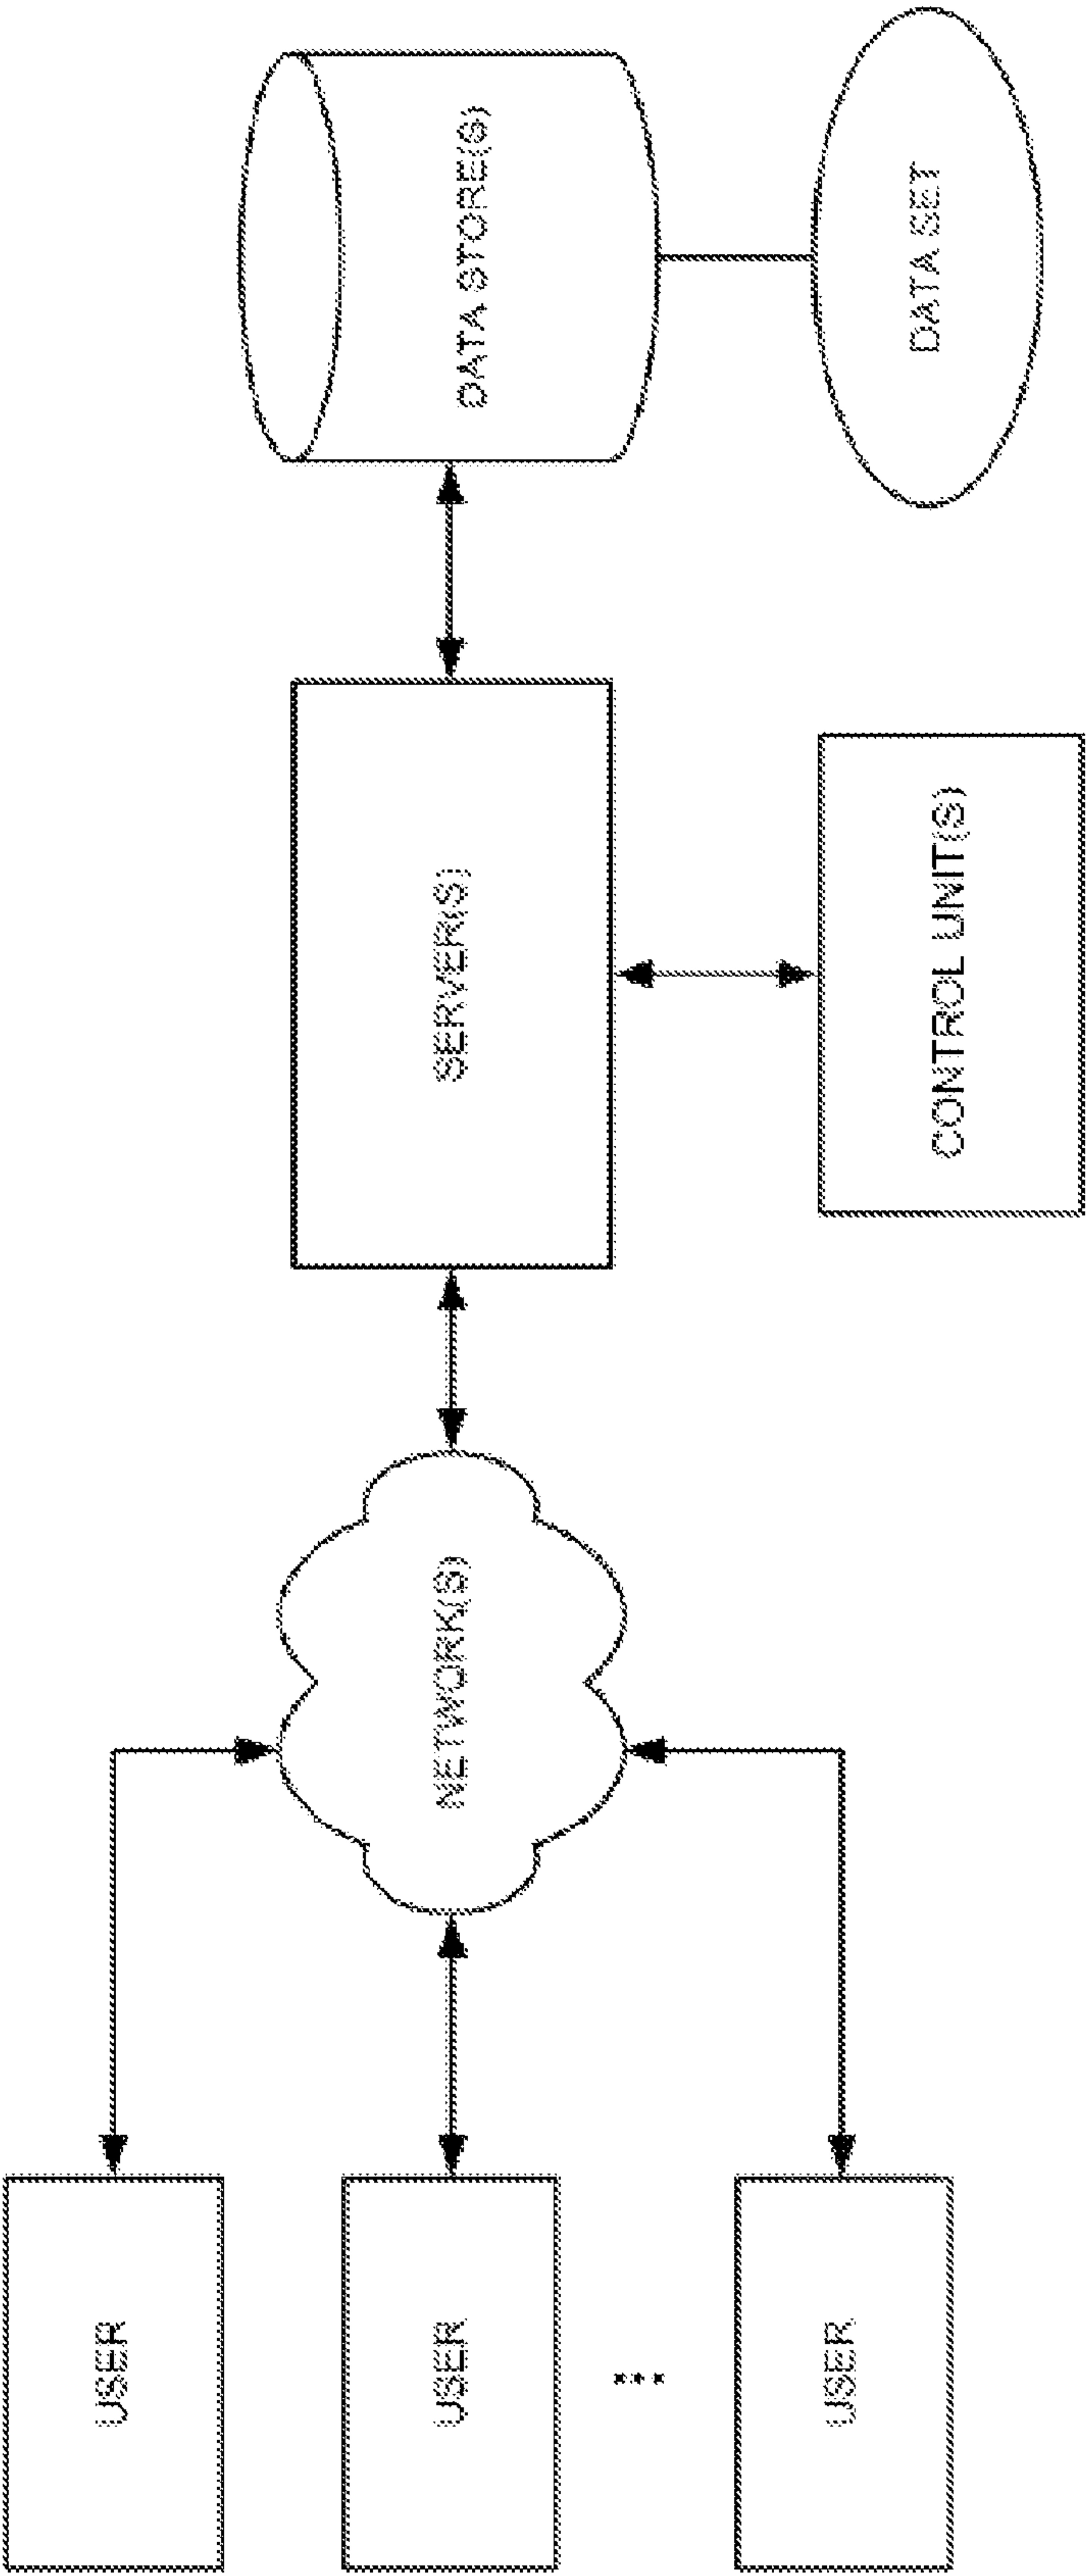 USER
USER
...
USER
NETWORK(S)
SERVER(S)
CONTROL UNIT(S)
DATA STORE(S)
DATA SET